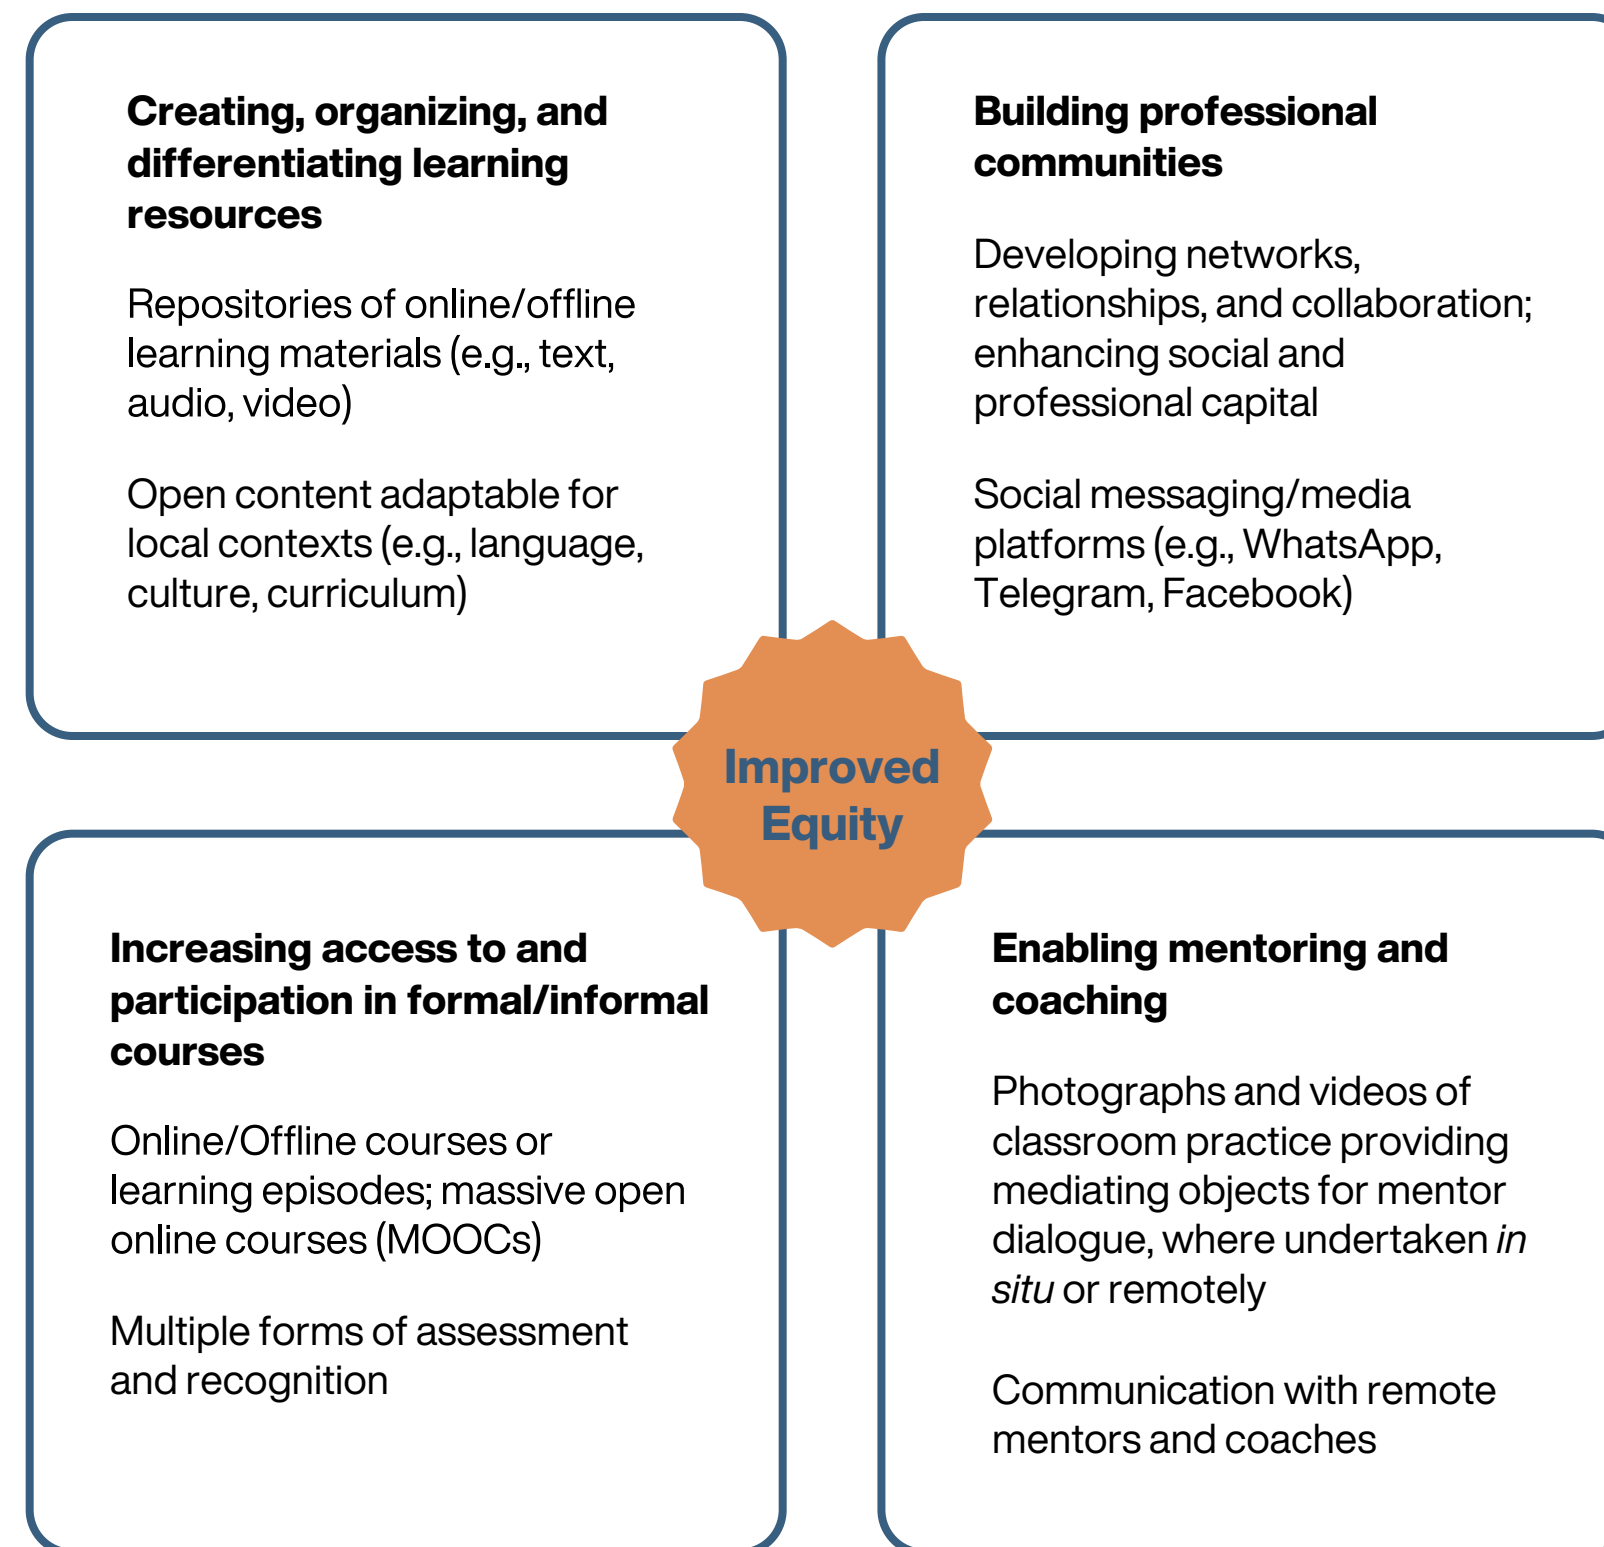 Creating, organizing, and
differentiating learning
resources
Repositories of online/offline
learning materials (e.g., text,
audio, video)
Open content adaptable for
local contexts (e.g., language,
culture, curriculum)
Building professional
communities
Developing networks,
relationships, and collaboration;
enhancing social and
professional capital
Social messaging/media
platforms (e.g., WhatsApp,
Telegram, Facebook)
Improved
Equity
Increasing access to and
participation in formal/informal
courses
Online/Offline courses or
learning episodes; massive open
online courses (MOOCs)
Multiple forms of assessment
and recognition
Enabling mentoring and
coaching
Photographs and videos of
classroom practice providing
mediating objects for mentor
dialogue, where undertaken in
situ or remotely
Communication with remote
mentors and coaches